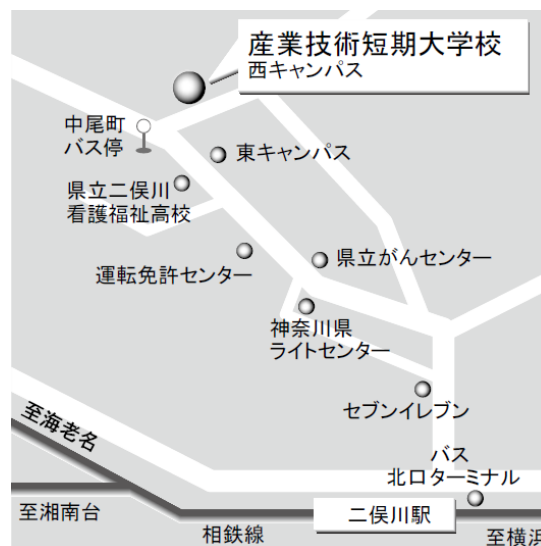 産業技術短期大学校
西キャンパス
中尾町
バス停
東キャンパス
県立二俣川
看護福祉高校
運転免許センター
県立がんセンター
神奈川県
ライトセンター
セブンイレブン
至海老名
バス
北口ターミナル
至湘南台
相鉄線
二俣川駅
至横浜